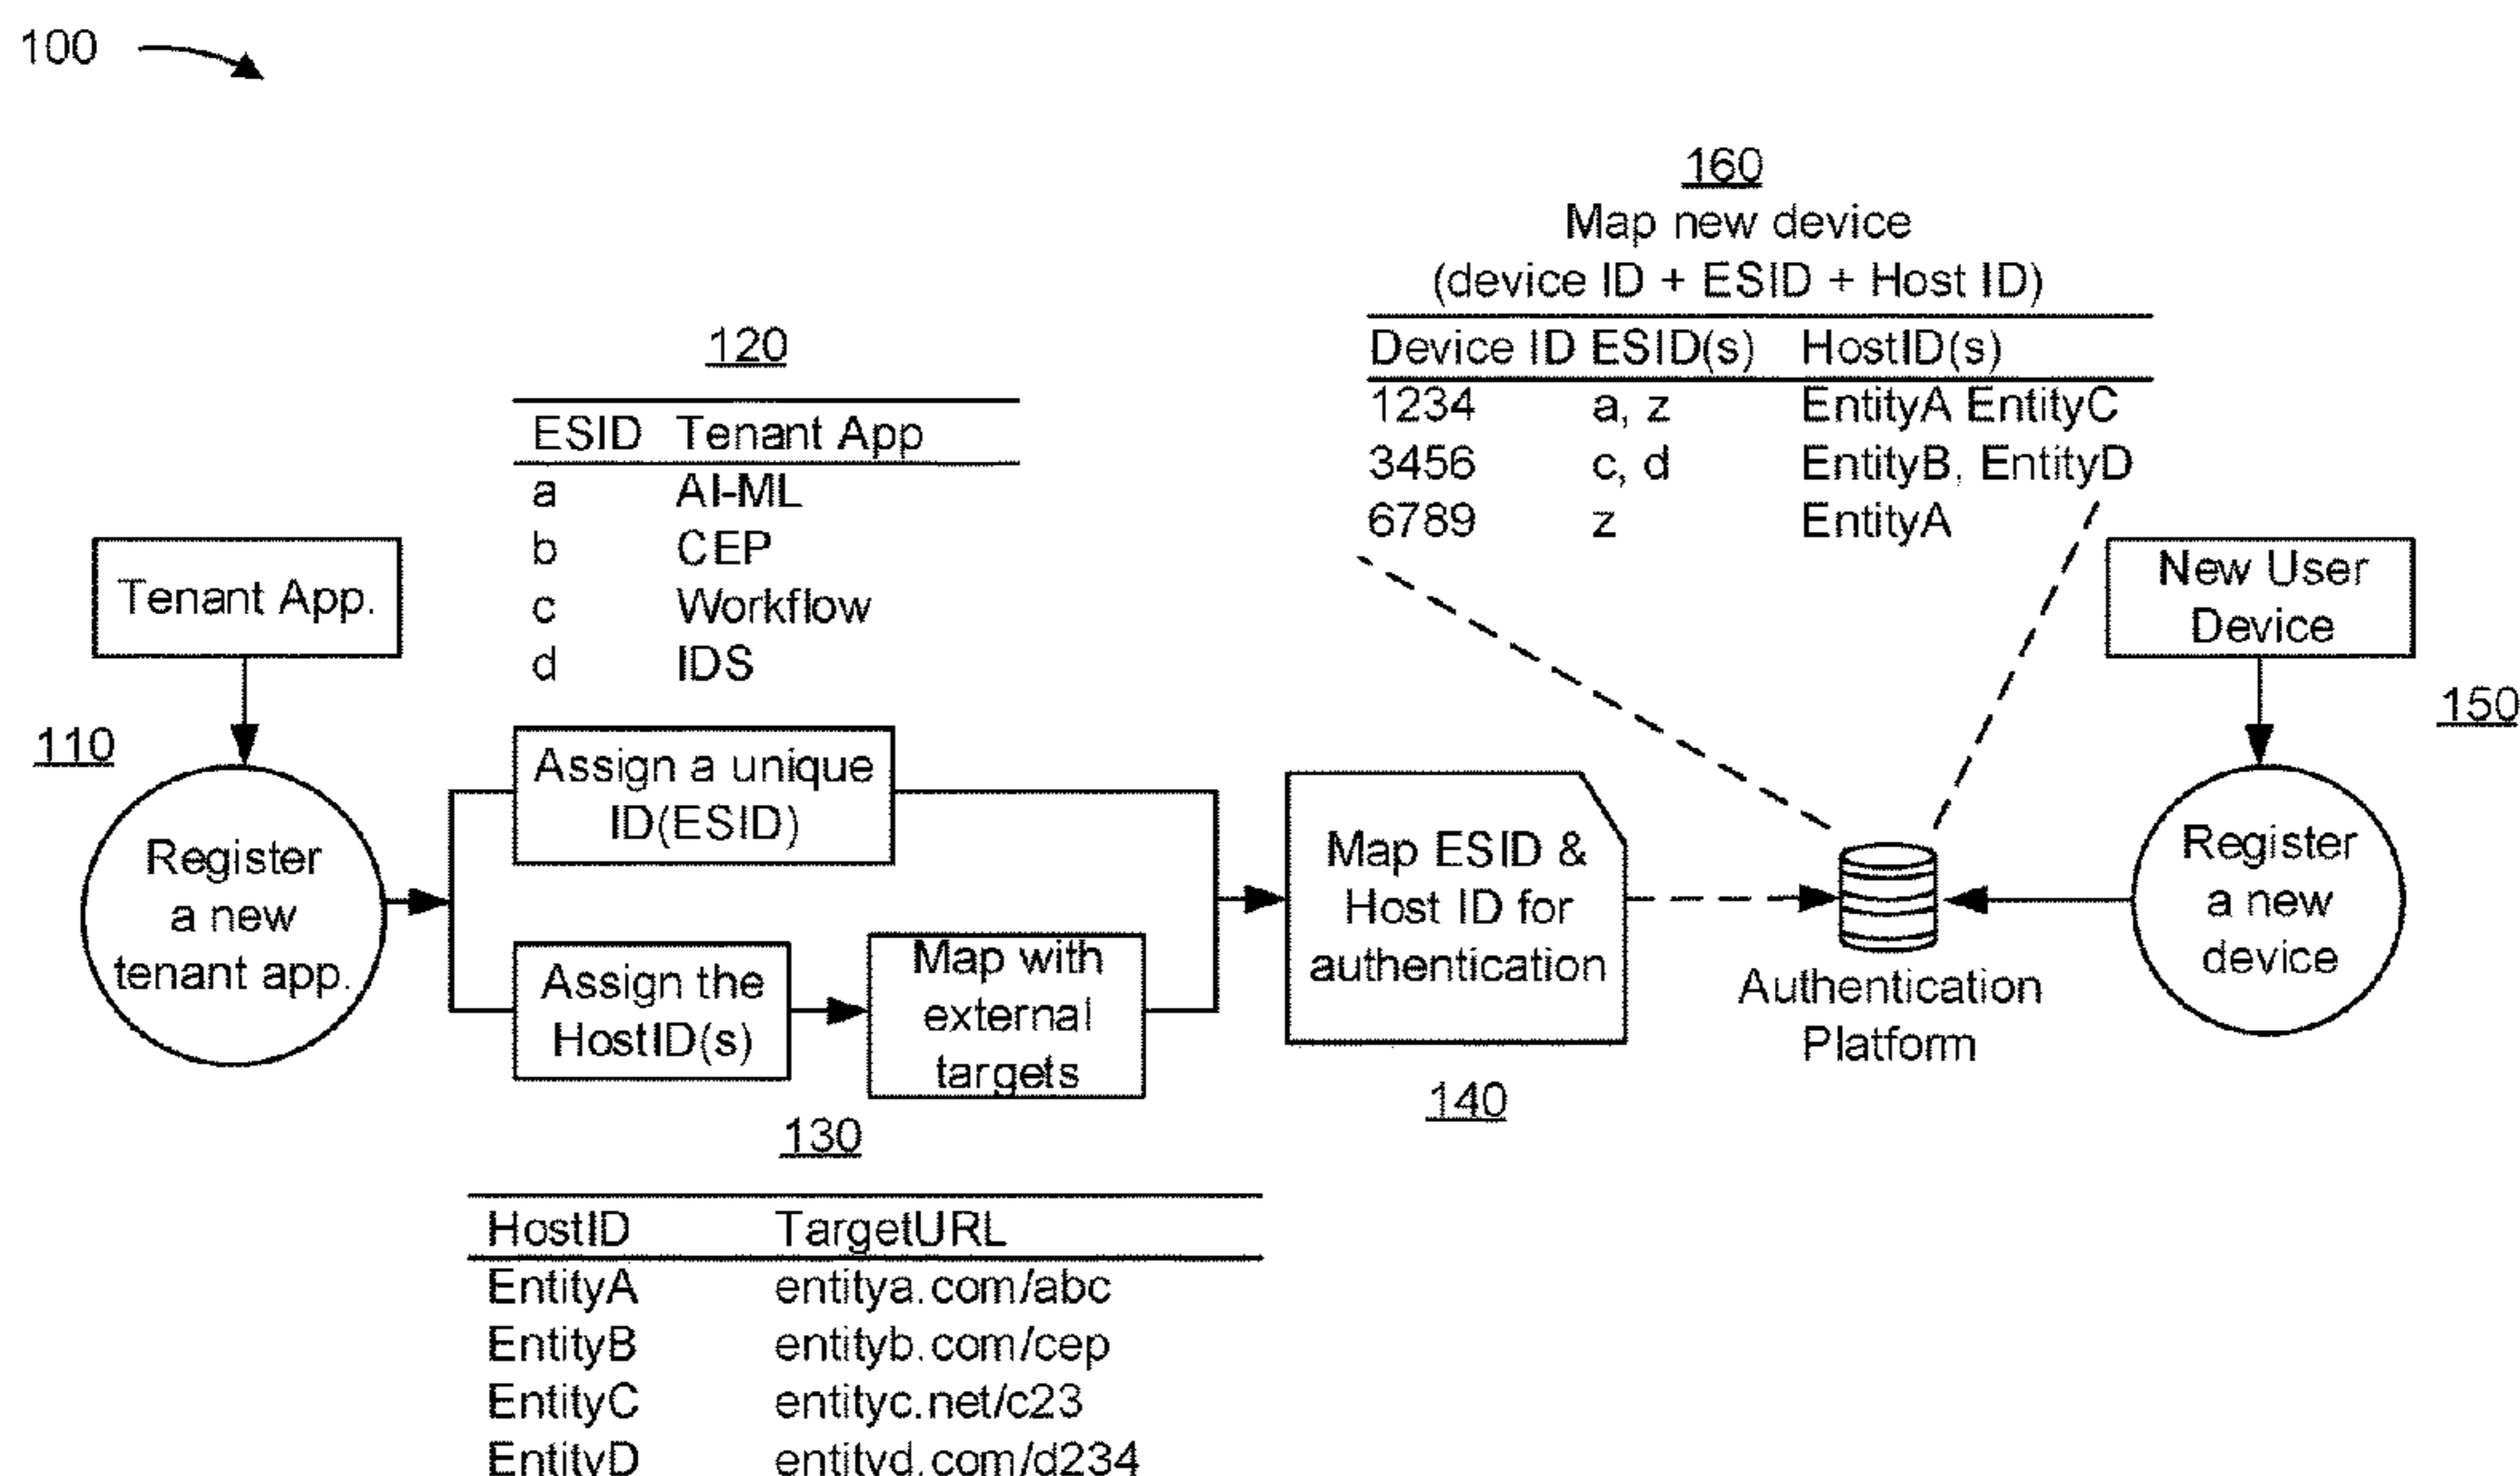 100
160
Map new device
(device ID + ESID + Host ID)
Device ID ESID(s) HostID(s)
1234 a, z EntityA EntityC
3456 c, d EntityB, EntityD
6789 z EntityA
120
ESID Tenant App
a AI-ML
b CEP
c Workflow
d IDS
Tenant App.
110
Register
a new
tenant app.
Assign a unique
ID(ESID)
Assign the
HostID(s)
Map with
external
targets
130
HostID TargetURL
EntityA entitya.com/abc
EntityB entityb.com/cep
EntityC entityc.net/c23
EntityD entityd.com/d234
Map ESID &
Host ID for
authentication
140
Authentication
Platform
New User
Device
150
Register
a new
device